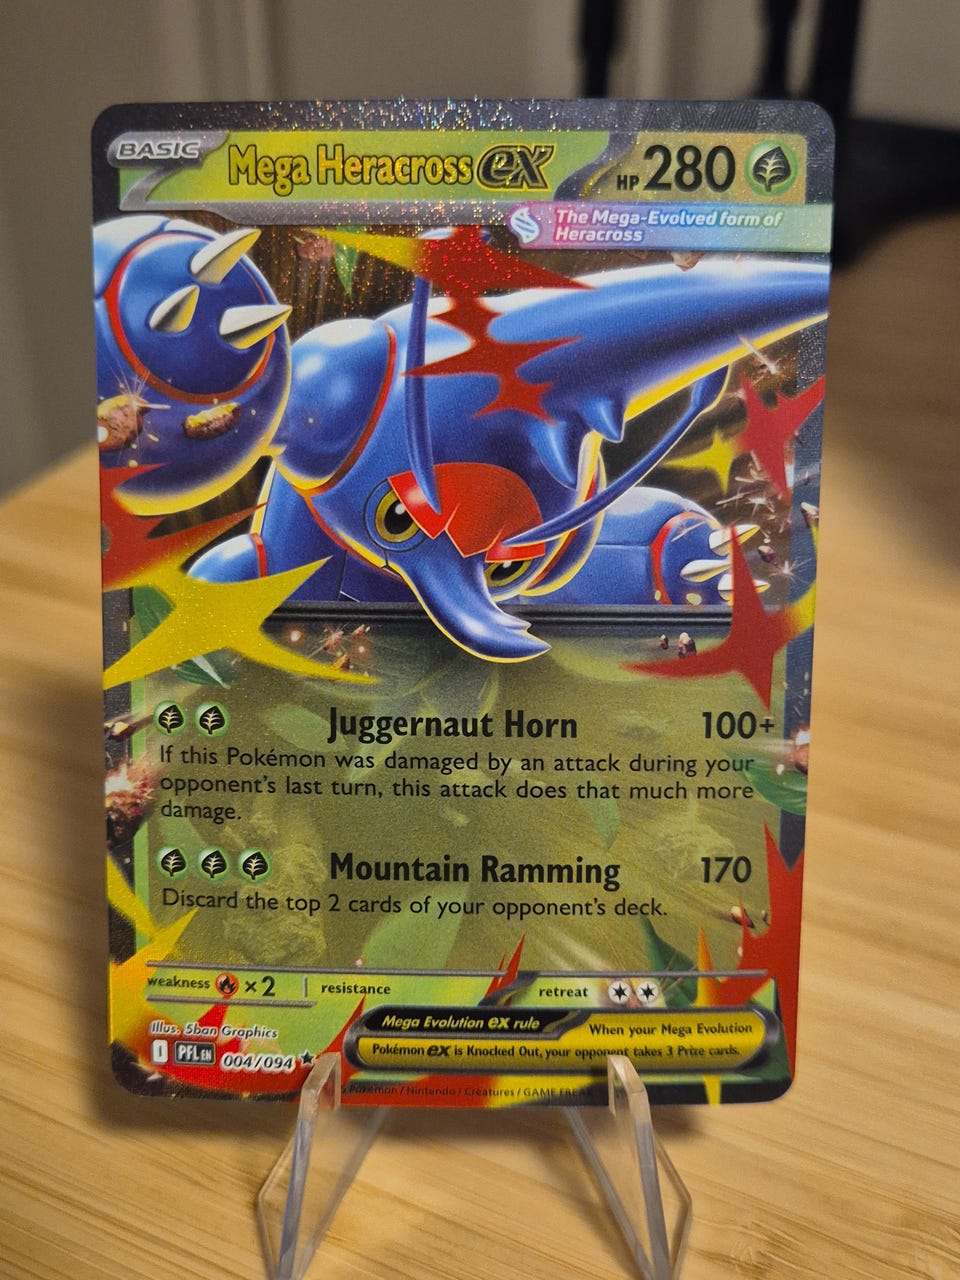 BASIC
Mega Heracross ex
HP 280
The Mega-Evolved form of
Heracross
Juggernaut Horn 100+
If this Pokémon was damaged by an attack during your
opponent's last turn, this attack does that much more
damage.
Mountain Ramming 170
Discard the top 2 cards of your opponent's deck.
weakness ×2 resistance retreat
Illus. 5ban Graphics
Mega Evolution ex rule
When your Mega Evolution
Pokémon ex is Knocked Out, your opponent takes 3 Prize cards.
I PFL EN 004/094
Pokémon / Nintendo / Creatures / GAME FREAK